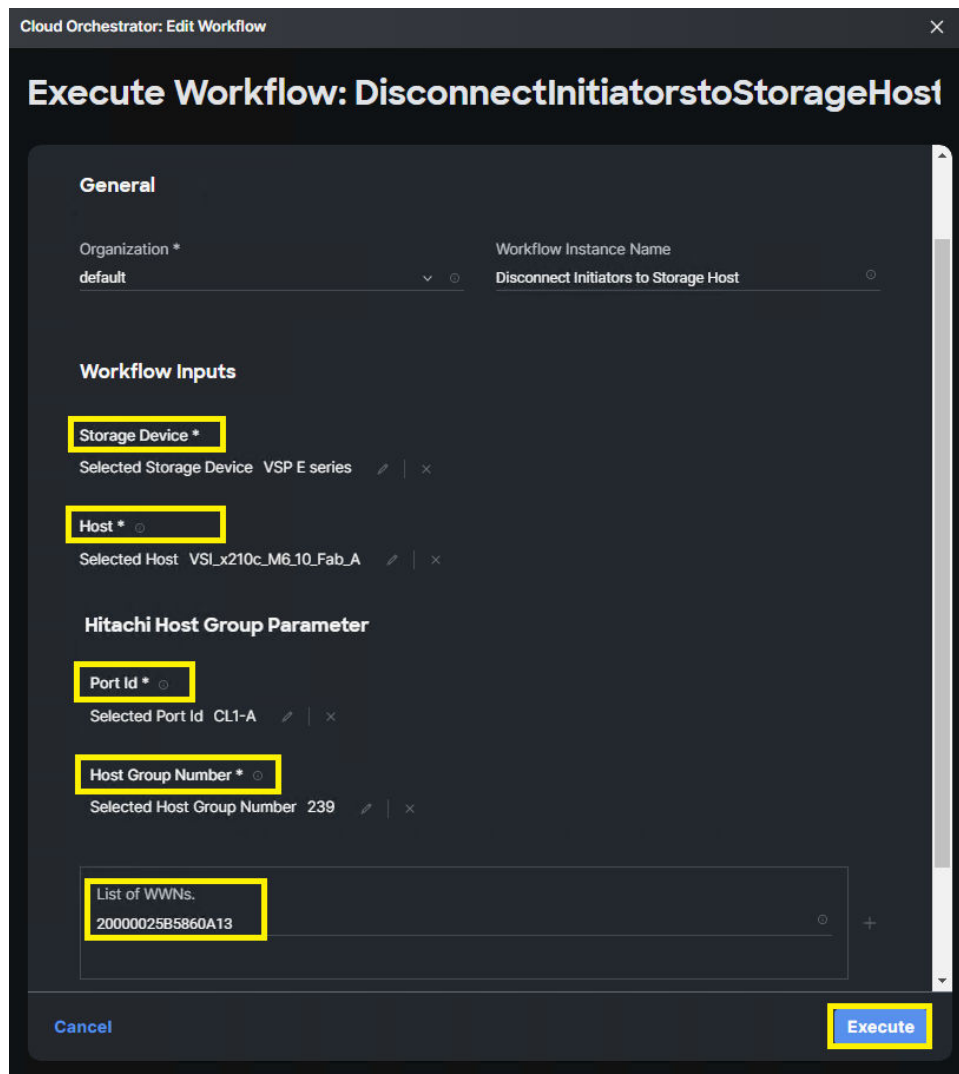 Cloud Orchestrator: Edit Workflow
Execute Workflow: DisconnectInitiatorstoStorageHost
General
Organization *
Workflow Instance Name
default
Disconnect Initiators to Storage Host
Workflow Inputs
Storage Device *
Selected Storage Device VSP E series
Host *
Selected Host VSI_x210c_M6_10_Fab_A
Hitachi Host Group Parameter
Port Id *
Selected Port Id CL1-A
Host Group Number *
Selected Host Group Number 239
List of WWNs.
20000025B5860A13
Cancel
Execute